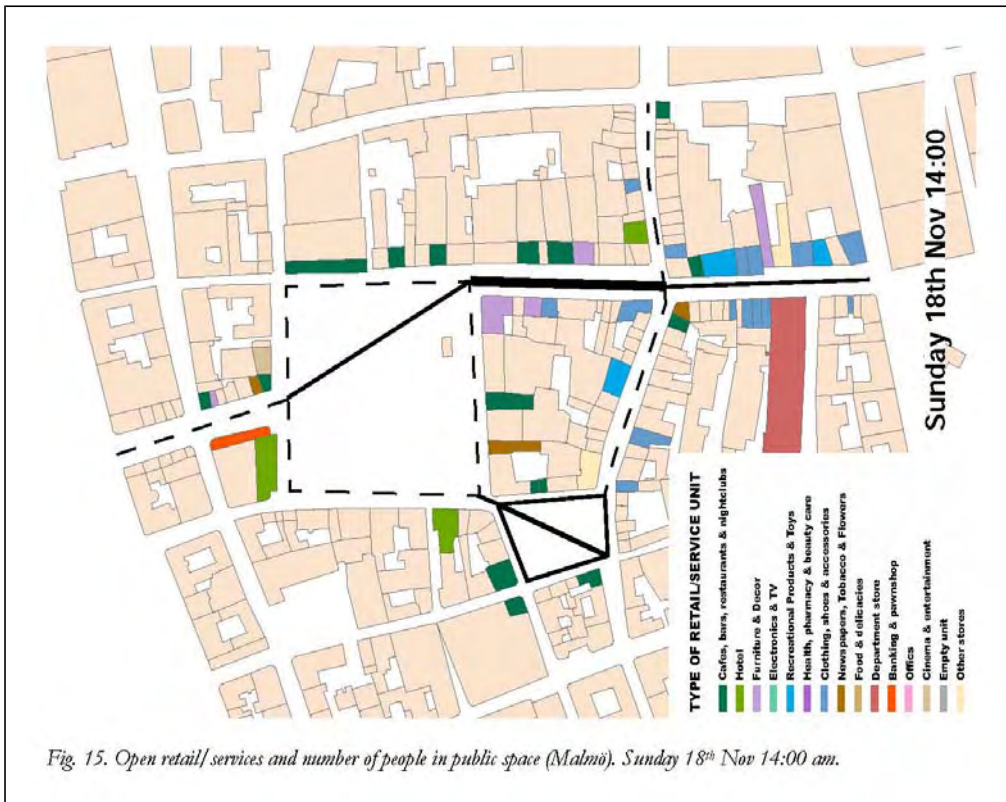 Sunday 18th Nov 14:00
TYPE OF RETAIL/SERVICE UNIT
Cafes, bars, restaurants & nightclubs
Hotel
Furniture & Decor
Electronics & TV
Recreational Products & Toys
Health, pharmacy & beauty care
Clothing, shoes & accessories
Newspapers, Tobacco & Flowers
Food & delicacies
Department store
Banking & pawnshop
Office
Cinema & entertainment
Empty unit
Other stores
Fig. 15. Open retail/services and number of people in public space (Malmö). Sunday 18th Nov 14:00 am.